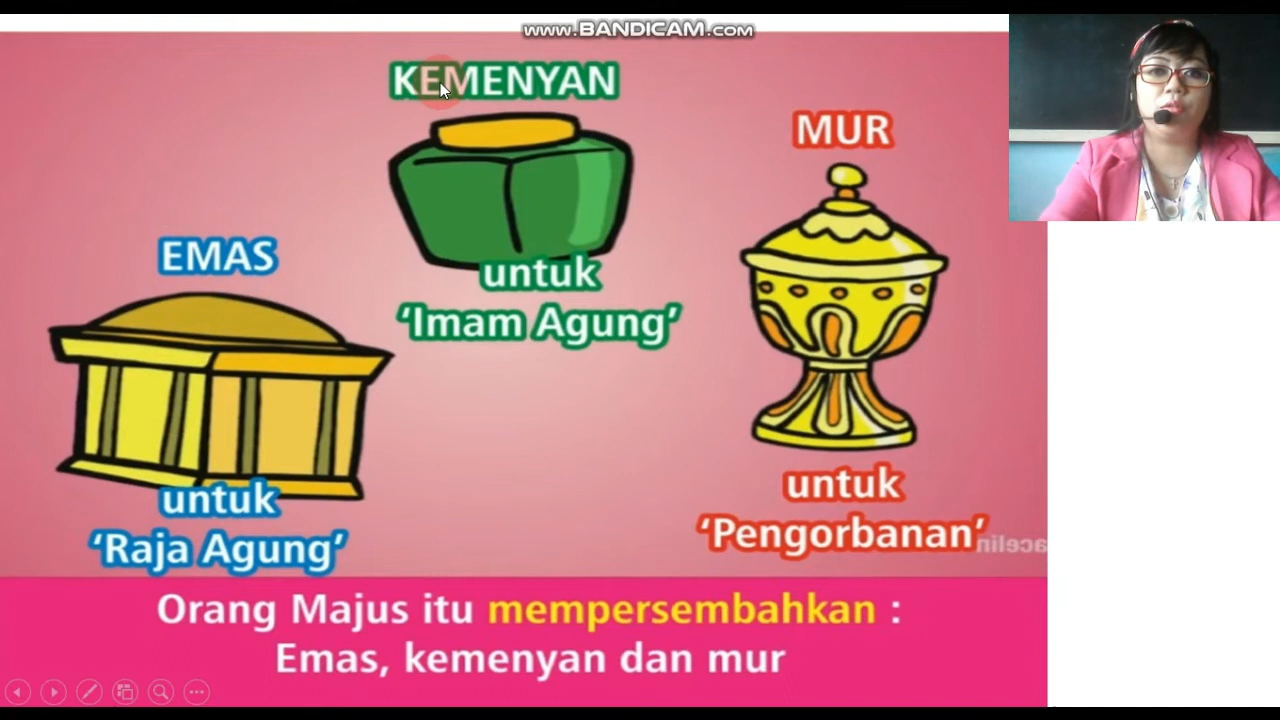 www.BANDICAM.com
KEMENYAN
untuk
‘Imam Agung’
MUR
untuk
‘Pengorbanan’
EMAS
untuk
‘Raja Agung’
Orang Majus itu mempersembahkan :
Emas, kemenyan dan mur